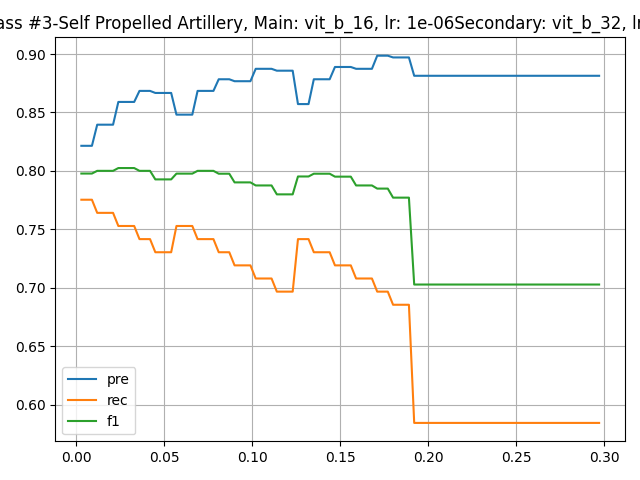 ass #3-Self Propelled Artillery, Main: vit_b_16, lr: 1e-06Secondary: vit_b_32, lr
0.90
0.85
0.80
0.75
0.70
0.65
0.60
pre
rec
f1
0.00 0.05 0.10 0.15 0.20 0.25 0.30